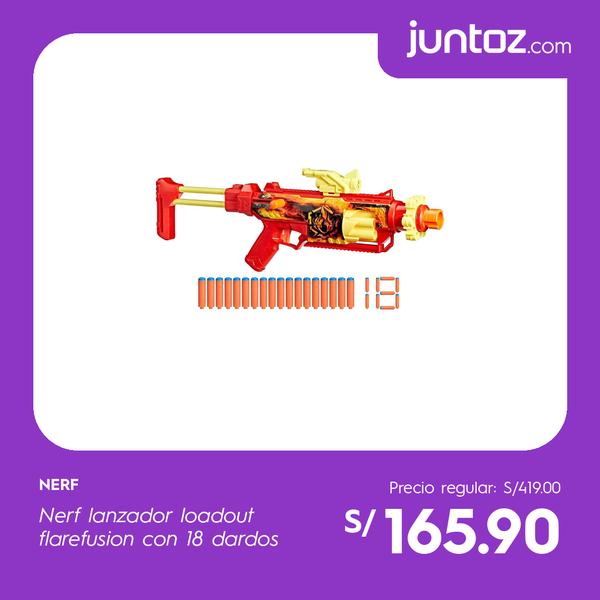 juntoz.com
18
NERF
Nerf lanzador loadout
flarefusion con 18 dardos
Precio regular: S/419.00
S/ 165.90